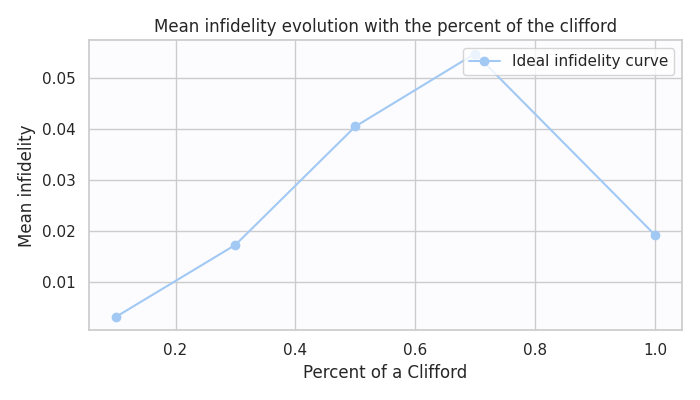 Mean infidelity evolution with the percent of the clifford
Ideal infidelity curve
Mean infidelity
0.05
0.04
0.03
0.02
0.01
0.2 0.4 0.6 0.8 1.0
Percent of a Clifford